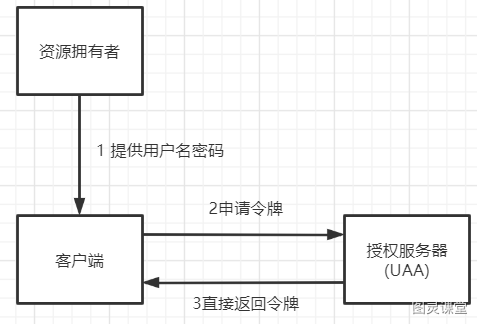 资源拥有者
1 提供用户名密码
2申请令牌
客户端
授权服务器
(UAA)
3直接返回令牌
图灵课堂